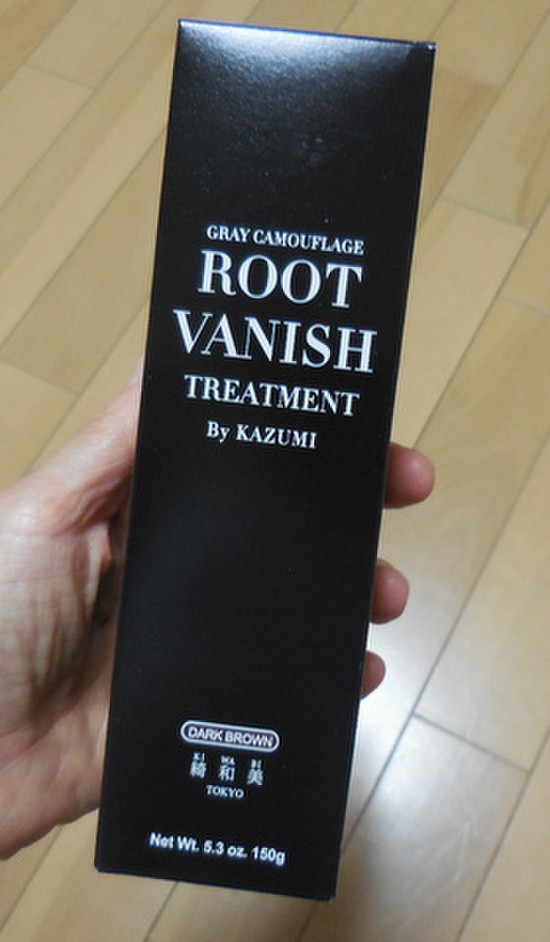 GRAY CAMOUFLAGE
ROOT
VANISH
TREATMENT
By KAZUMI
DARK BROWN
KI WA BI
綺和美
TOKYO
Net Wt. 5.3 oz. 150g